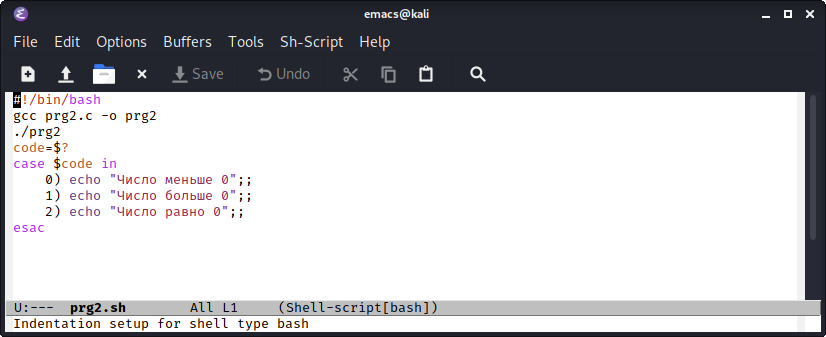 emacs@kali
File Edit Options Buffers Tools Sh-Script Help
Save Undo
#!/bin/bash
gcc prg2.c -o prg2
./prg2
code=$?
case $code in
    0) echo "Число меньше 0";;
    1) echo "Число больше 0";;
    2) echo "Число равно 0";;
esac
U:--- prg2.sh All L1 (Shell-script[bash])
Indentation setup for shell type bash